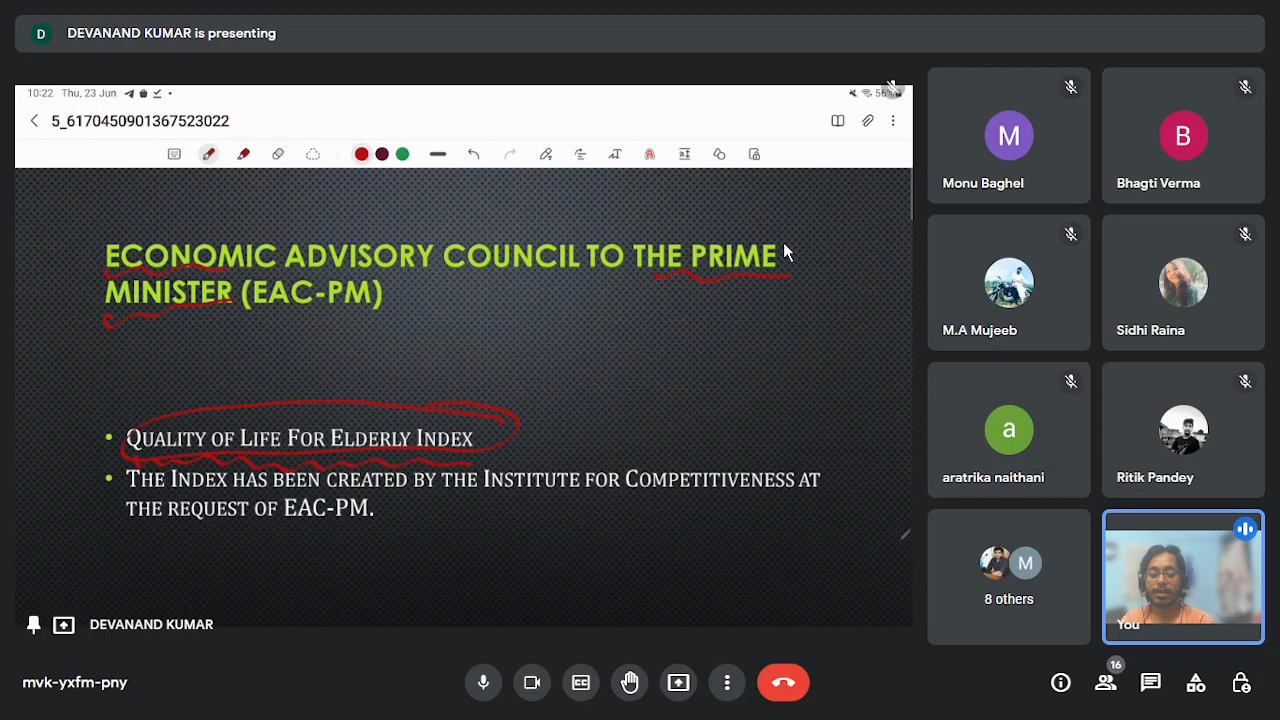 D DEVANAND KUMAR is presenting
10:22 Thu, 23 Jun
56%
5_6170450901367523022
ECONOMIC ADVISORY COUNCIL TO THE PRIME
MINISTER (EAC-PM)
• QUALITY OF LIFE FOR ELDERLY INDEX
• THE INDEX HAS BEEN CREATED BY THE INSTITUTE FOR COMPETITIVENESS AT
THE REQUEST OF EAC-PM.
DEVANAND KUMAR
M
Monu Baghel
B
Bhagti Verma
M.A Mujeeb
Sidhi Raina
a
aratrika naithani
Ritik Pandey
M
8 others
You
mvk-yxfm-pny
16